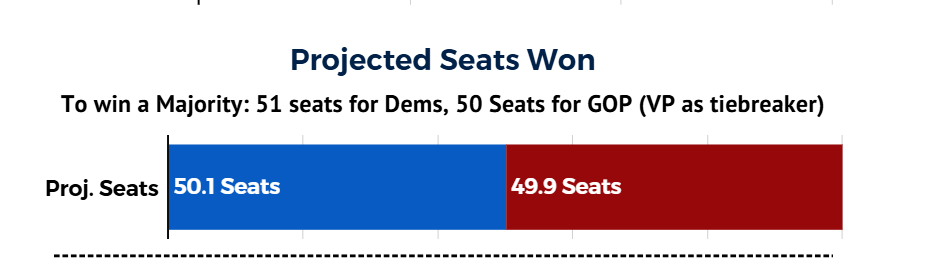 Projected Seats Won
To win a Majority: 51 seats for Dems, 50 Seats for GOP (VP as tiebreaker)
Proj. Seats 50.1 Seats 49.9 Seats